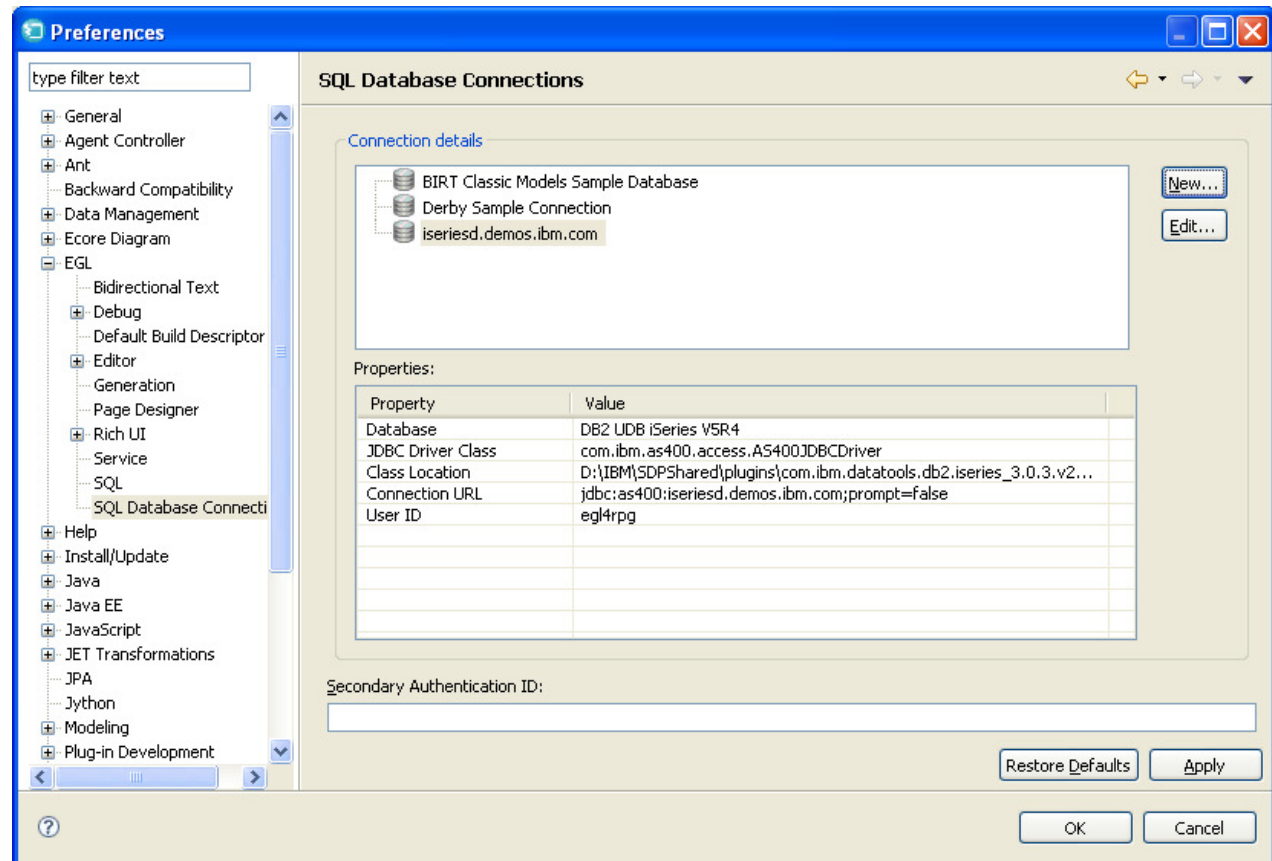 Preferences
type filter text
General
Agent Controller
Ant
Backward Compatibility
Data Management
Ecore Diagram
EGL
Bidirectional Text
Debug
Default Build Descriptor
Editor
Generation
Page Designer
Rich UI
Service
SQL
SQL Database Connecti
Help
Install/Update
Java
Java EE
JavaScript
JET Transformations
JPA
Jython
Modeling
Plug-in Development
SQL Database Connections
Connection details
BIRT Classic Models Sample Database
Derby Sample Connection
iseriesd.demos.ibm.com
New...
Edit...
Properties:
Property Value
Database DB2 UDB iSeries V5R4
JDBC Driver Class com.ibm.as400.access.AS400JDBCDriver
Class Location D:\IBM\SDPShared\plugins\com.ibm.datatools.db2.iseries_3.0.3.v2...
Connection URL jdbc:as400:iseriesd.demos.ibm.com;prompt=false
User ID egl4rpg
Secondary Authentication ID:
Restore Defaults Apply
? OK Cancel